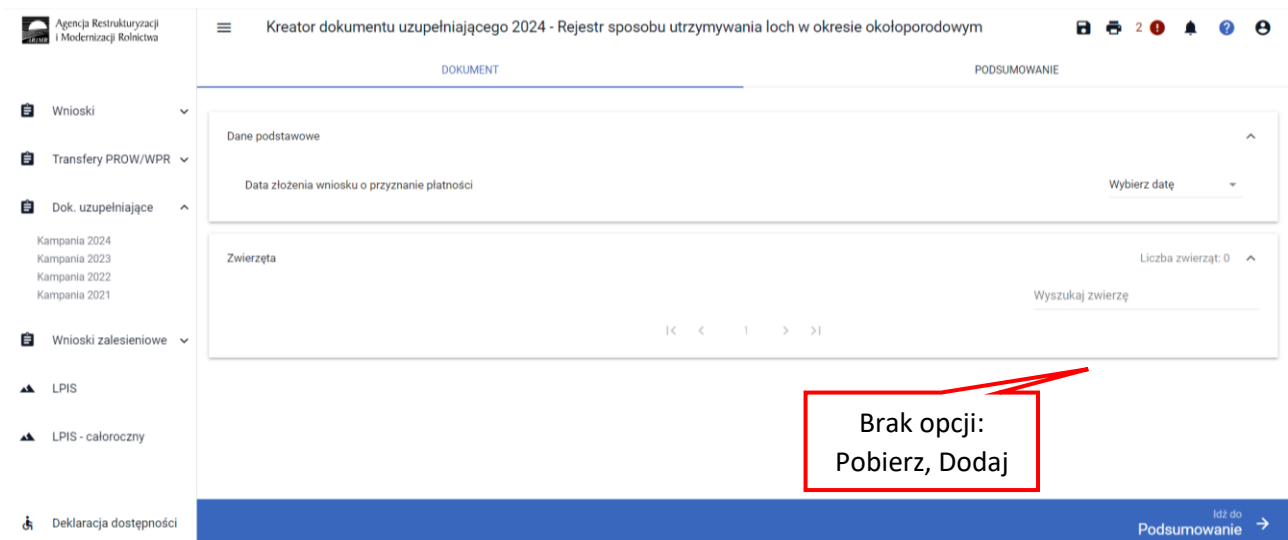 Agencja Restrukturyzacji
i Modernizacji Rolnictwa
Kreator dokumentu uzupełniającego 2024 - Rejestr sposobu utrzymywania loch w okresie okołoporodowym
2
DOKUMENT
PODSUMOWANIE
Wnioski
Transfery PROW/WPR
Dok. uzupełniające
Kampania 2024
Kampania 2023
Kampania 2022
Kampania 2021
Wnioski zalesieniowe
LPIS
LPIS - całoroczny
Deklaracja dostępności
Dane podstawowe
Data złożenia wniosku o przyznanie płatności
Wybierz datę
Zwierzęta
Liczba zwierząt: 0
Wyszukaj zwierzę
1
Brak opcji:
Pobierz, Dodaj
Idź do
Podsumowanie